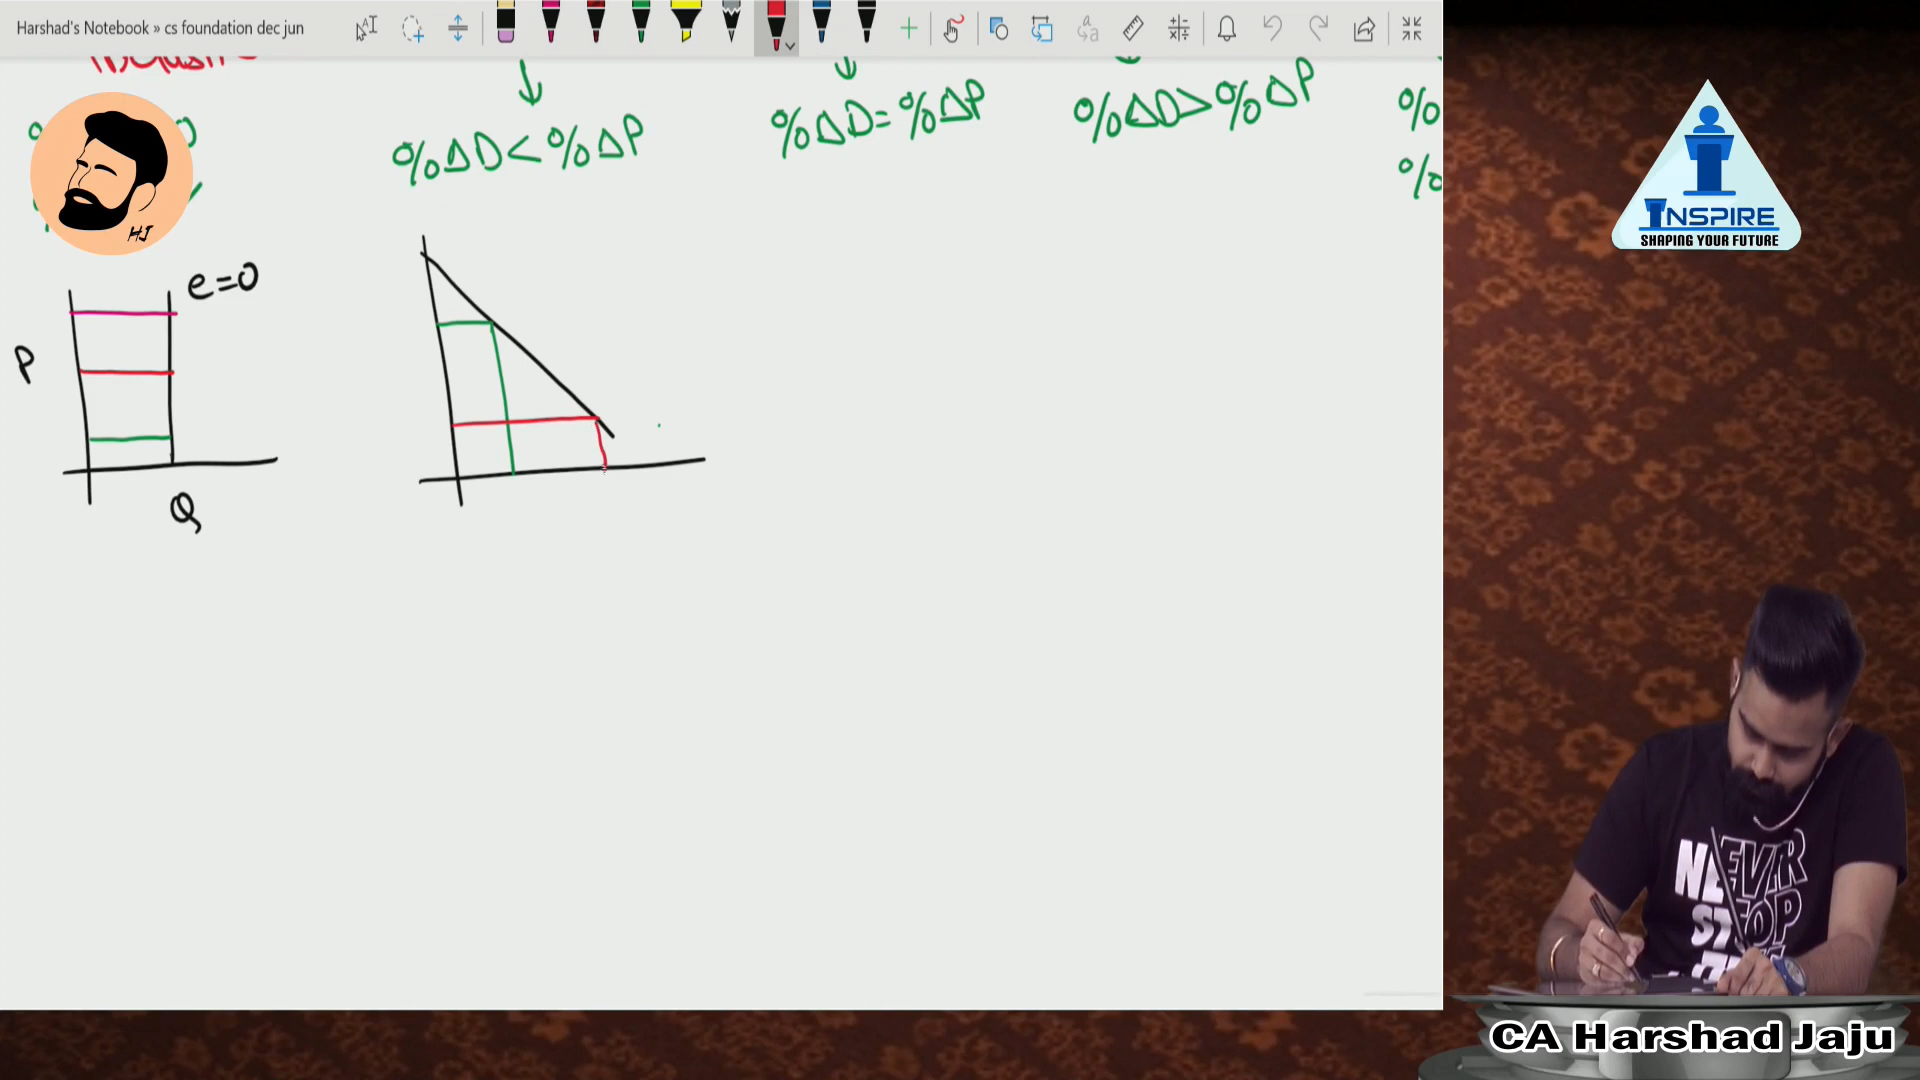 Harshad's Notebook » cs foundation dec jun
%ΔD<%ΔP
%ΔD=%ΔP
%ΔD>%ΔP
%
%
HJ
e=0
P
Q
INSPIRE
SHAPING YOUR FUTURE
NEVER
STOP
CA Harshad Jaju